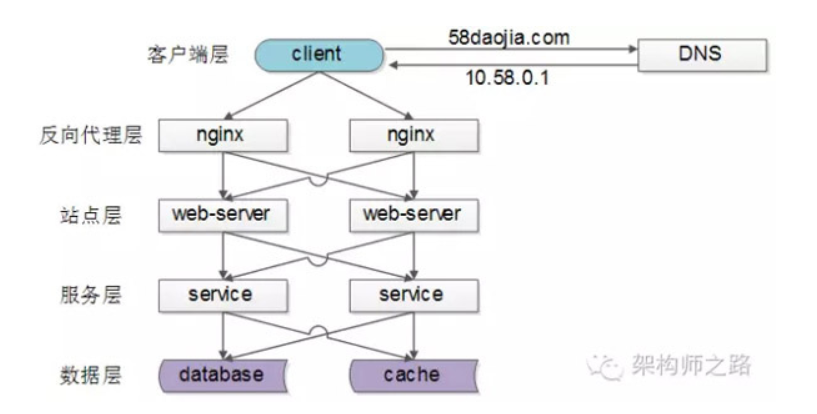 客户端层 client 58daojia.com DNS
10.58.0.1
反向代理层 nginx nginx
站点层 web-server web-server
服务层 service service
数据层 database cache
架构师之路